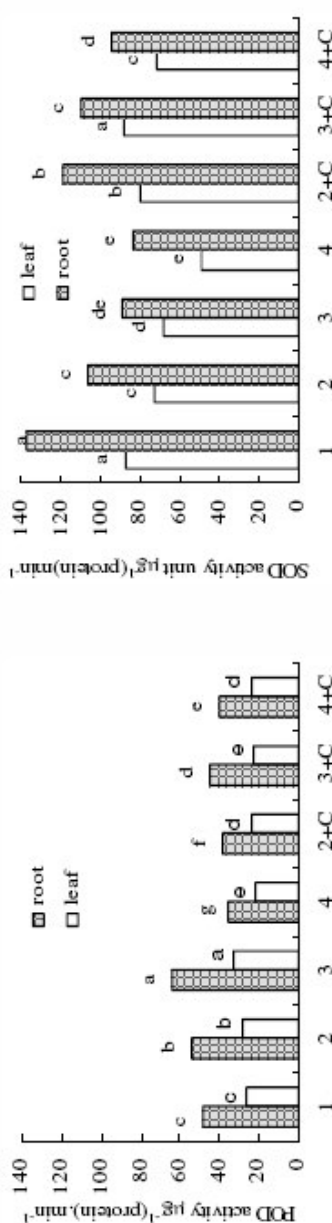 POD activity µg⁻¹(protein).min⁻¹
140
120
100
80
60
40
20
0
root
leaf
c c b b a a g e f d d e e d
1 2 3 4 2+C 3+C 4+C
SOD activity unit µg⁻¹(protein)min⁻¹
140
120
100
80
60
40
20
0
leaf
root
a a c c d de e e b b a c c d
1 2 3 4 2+C 3+C 4+C